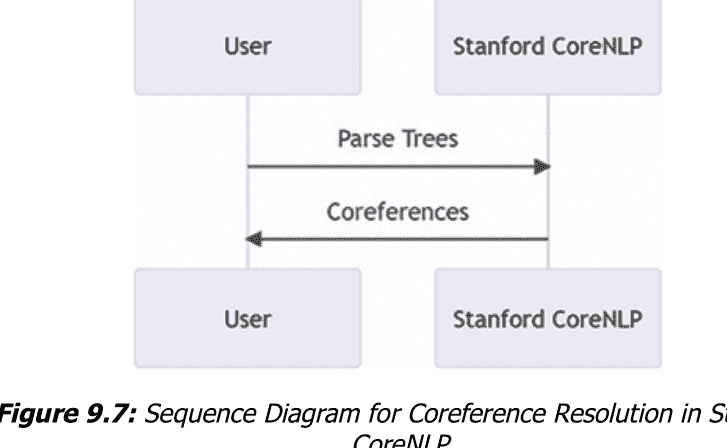 User Stanford CoreNLP
Parse Trees
Coreferences
User Stanford CoreNLP
Figure 9.7: Sequence Diagram for Coreference Resolution in
CoreNLP